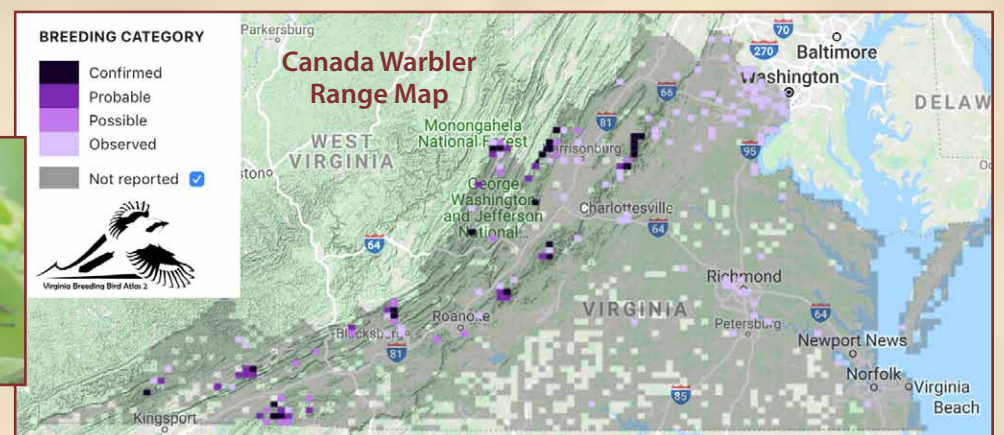 BREEDING CATEGORY
Confirmed
Probable
Possible
Observed
Not reported
Virginia Breeding Bird Atlas 2
Canada Warbler
Range Map
Parkersburg
WEST
VIRGINIA
Monongahela
National Forest
George
Washington
and Jefferson
National...
64
81
66
70
270
Baltimore
Washington
DELAW
95
Charlottesville
64
Richmond
VIRGINIA
Petersburg
64
Newport News
Norfolk
Virginia
Beach
Roanoke
Blacksburg
81
85
Kingsport